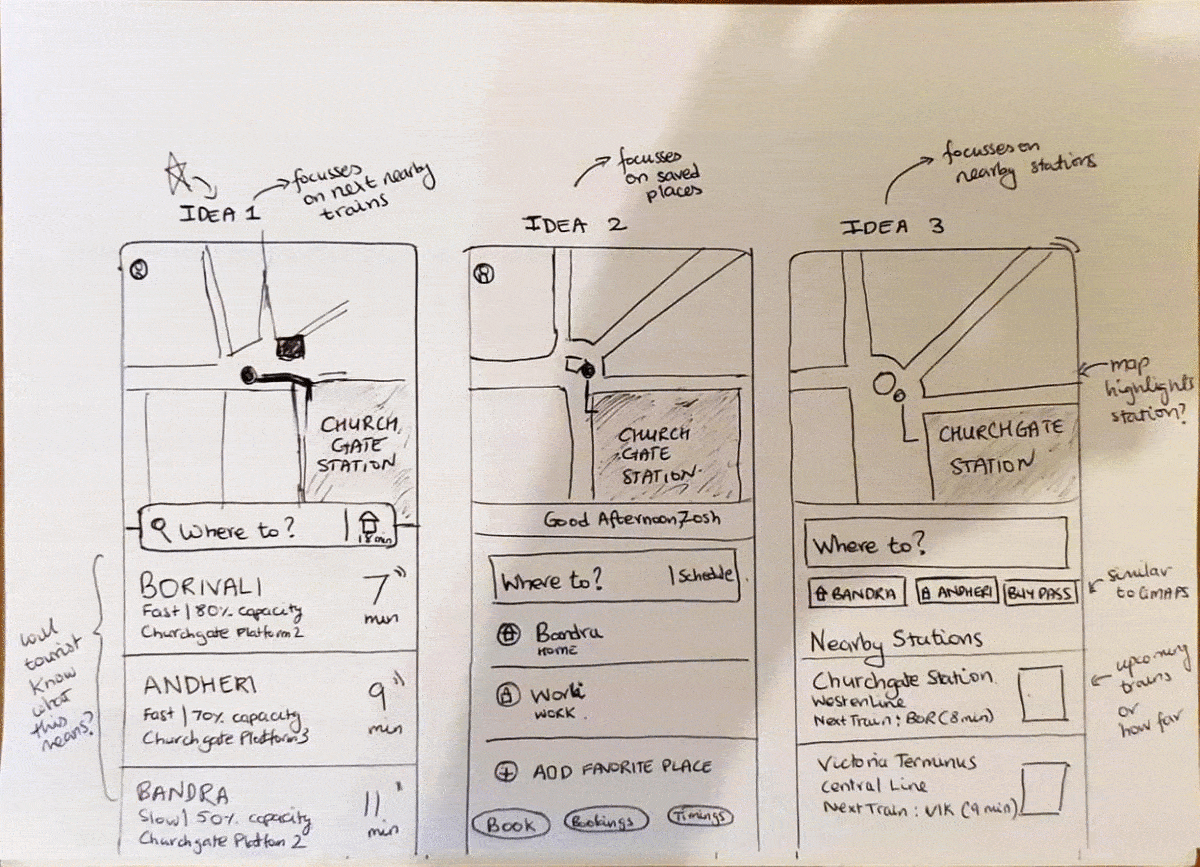 IDEA 1
focusses
on next nearby
trains
CHURCH
GATE
STATION
Where to?
18 min
BORIVALI
7 min
Fast | 80% capacity
Churchgate Platform 2
ANDHERI
9 min
Fast | 70% capacity
Churchgate Platform 3
BANDRA
11 min
Slow | 50% capacity
Churchgate Platform 2
will
tourist
know
what
this
means?
IDEA 2
focusses
on saved
places
CHURCH
GATE
STATION
Good Afternoon Zosh
Where to? | Schedule
Bandra
HOME
Worli
WORK
ADD FAVORITE PLACE
Book
Bookings
Timings
IDEA 3
focusses on
nearby stations
CHURCHGATE
STATION
map
highlights
station?
Where to?
BANDRA
ANDHERI
BUY PASS
similar
to GMAPS
Nearby Stations
Churchgate Station
Western Line
Next Train: BOR (8 min)
upcoming
trains
or
how far
Victoria Terminus
Central Line
Next Train: (9 min)